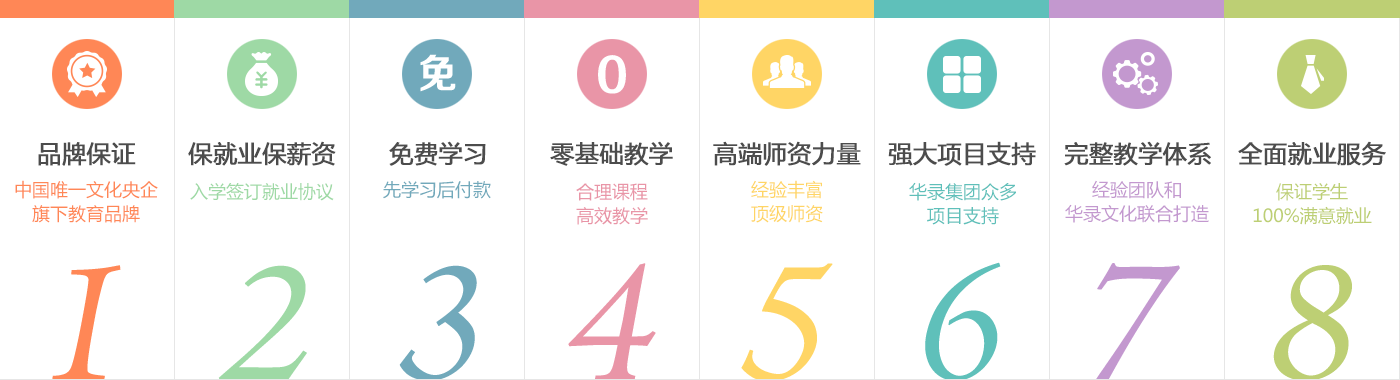 ¥
免
0
品牌保证
中国唯一文化央企
旗下教育品牌
1
保就业保薪资
入学签订就业协议
2
免费学习
先学习后付款
3
零基础教学
合理课程
高效教学
4
高端师资力量
经验丰富
顶级师资
5
强大项目支持
华录集团众多
项目支持
6
完整教学体系
经验团队和
华录文化联合打造
7
全面就业服务
保证学生
100%满意就业
8